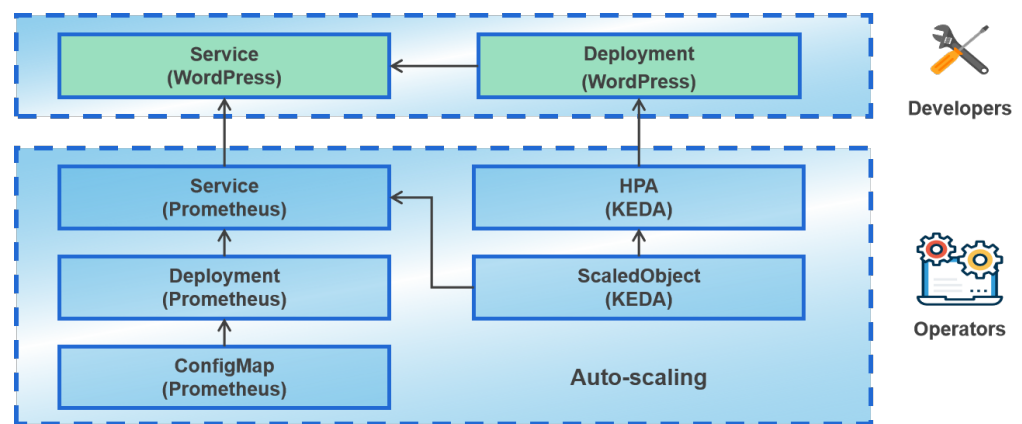 Service
(WordPress)
Deployment
(WordPress)
Developers
Service
(Prometheus)
HPA
(KEDA)
Deployment
(Prometheus)
ScaledObject
(KEDA)
Operators
ConfigMap
(Prometheus)
Auto-scaling